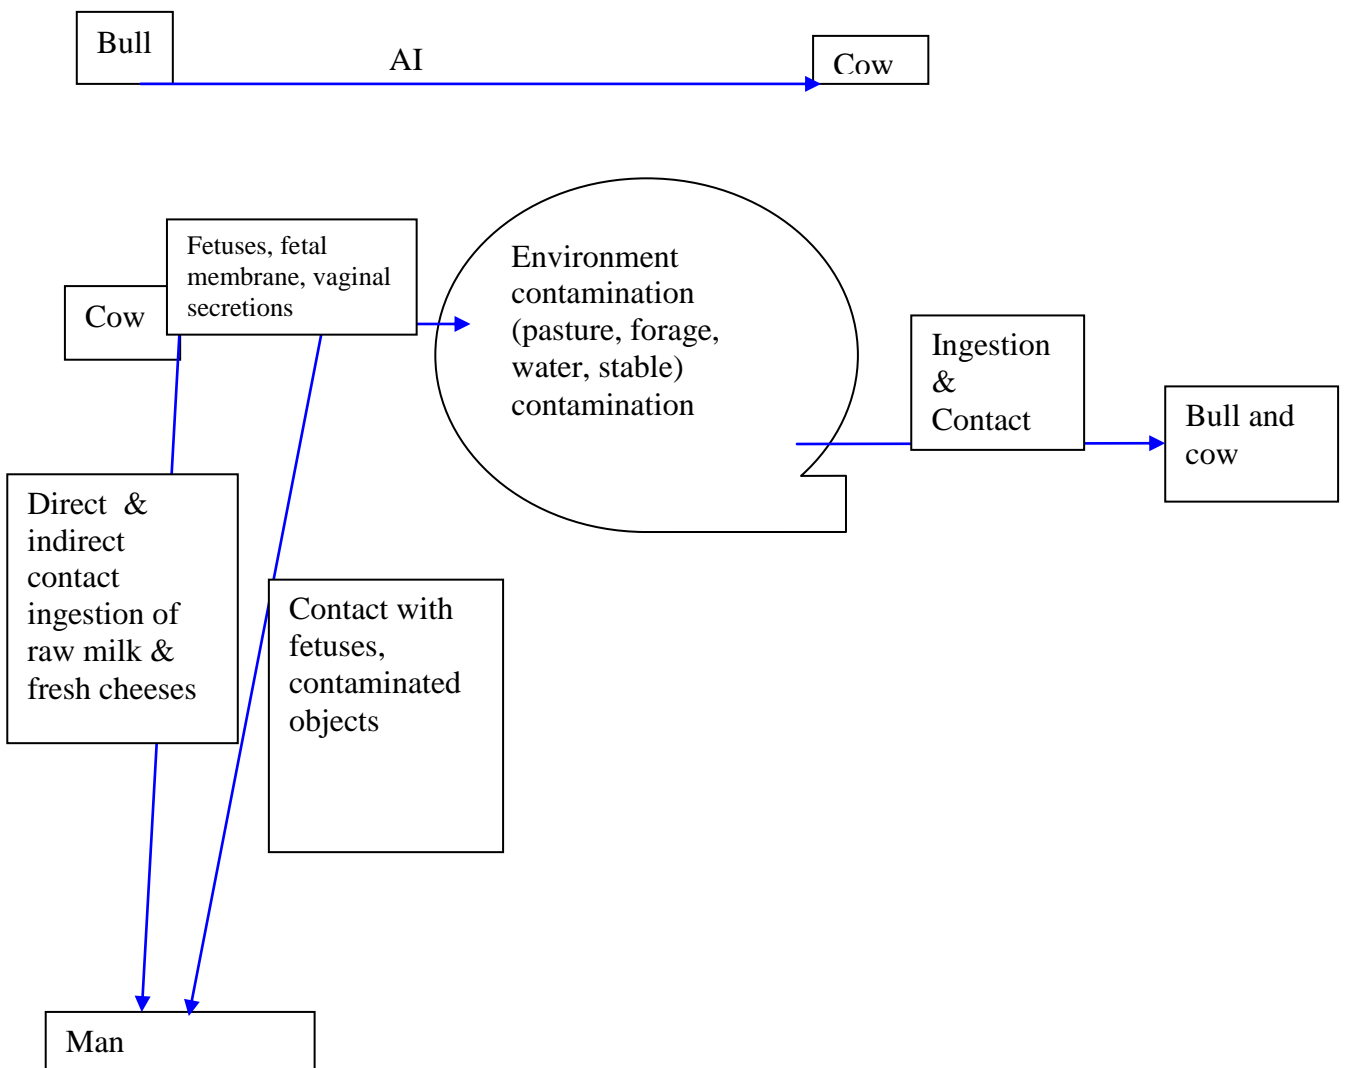 Bull
AI
Cow
Fetuses, fetal
membrane, vaginal
secretions
Cow
Environment
contamination
(pasture, forage,
water, stable)
contamination
Ingestion
&
Contact
Bull and
cow
Direct & 
indirect
contact
ingestion of
raw milk &
fresh cheeses
Contact with
fetuses,
contaminated
objects
Man